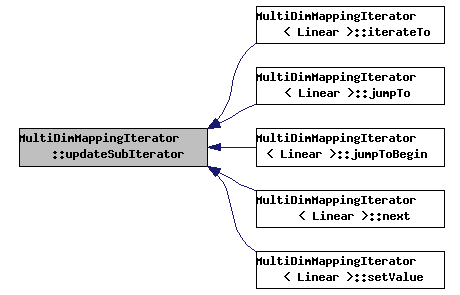 MultiDimMappingIterator
::updateSubIterator
MultiDimMappingIterator
< Linear >::iterateTo
MultiDimMappingIterator
< Linear >::jumpTo
MultiDimMappingIterator
< Linear >::jumpToBegin
MultiDimMappingIterator
< Linear >::next
MultiDimMappingIterator
< Linear >::setValue